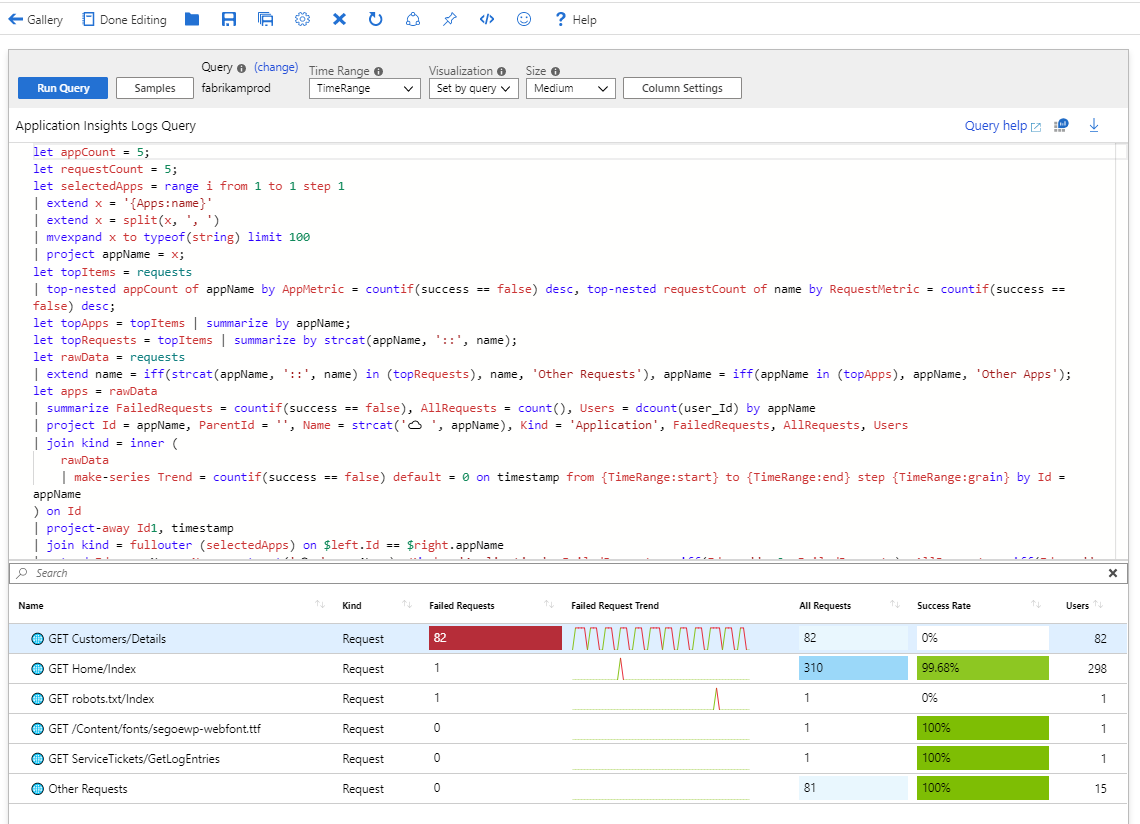 Gallery Done Editing Help
Query (change) Time Range Visualization Size
Run Query Samples fabrikamprod TimeRange Set by query Medium Column Settings
Application Insights Logs Query Query help
let appCount = 5;
let requestCount = 5;
let selectedApps = range i from 1 to 1 step 1
| extend x = '{Apps:name}'
| extend x = split(x, ', ')
| mvexpand x to typeof(string) limit 100
| project appName = x;
let topItems = requests
| top-nested appCount of appName by AppMetric = countif(success == false) desc, top-nested requestCount of name by RequestMetric = countif(success ==
false) desc;
let topApps = topItems | summarize by appName;
let topRequests = topItems | summarize by strcat(appName, '::', name);
let rawData = requests
| extend name = iff(strcat(appName, '::', name) in (topRequests), name, 'Other Requests'), appName = iff(appName in (topApps), appName, 'Other Apps');
let apps = rawData
| summarize FailedRequests = countif(success == false), AllRequests = count(), Users = dcount(user_Id) by appName
| project Id = appName, ParentId = '', Name = strcat('☁ ', appName), Kind = 'Application', FailedRequests, AllRequests, Users
| join kind = inner (
rawData
| make-series Trend = countif(success == false) default = 0 on timestamp from {TimeRange:start} to {TimeRange:end} step {TimeRange:grain} by Id =
appName
) on Id
| project-away Id1, timestamp
| join kind = fullouter (selectedApps) on $left.Id == $right.appName
Search
Name Kind Failed Requests Failed Request Trend All Requests Success Rate Users
GET Customers/Details Request 82 82 0% 82
GET Home/Index Request 1 310 99.68% 298
GET robots.txt/Index Request 1 1 0% 1
GET /Content/fonts/segoewp-webfont.ttf Request 0 1 100% 1
GET ServiceTickets/GetLogEntries Request 0 1 100% 1
Other Requests Request 0 81 100% 15